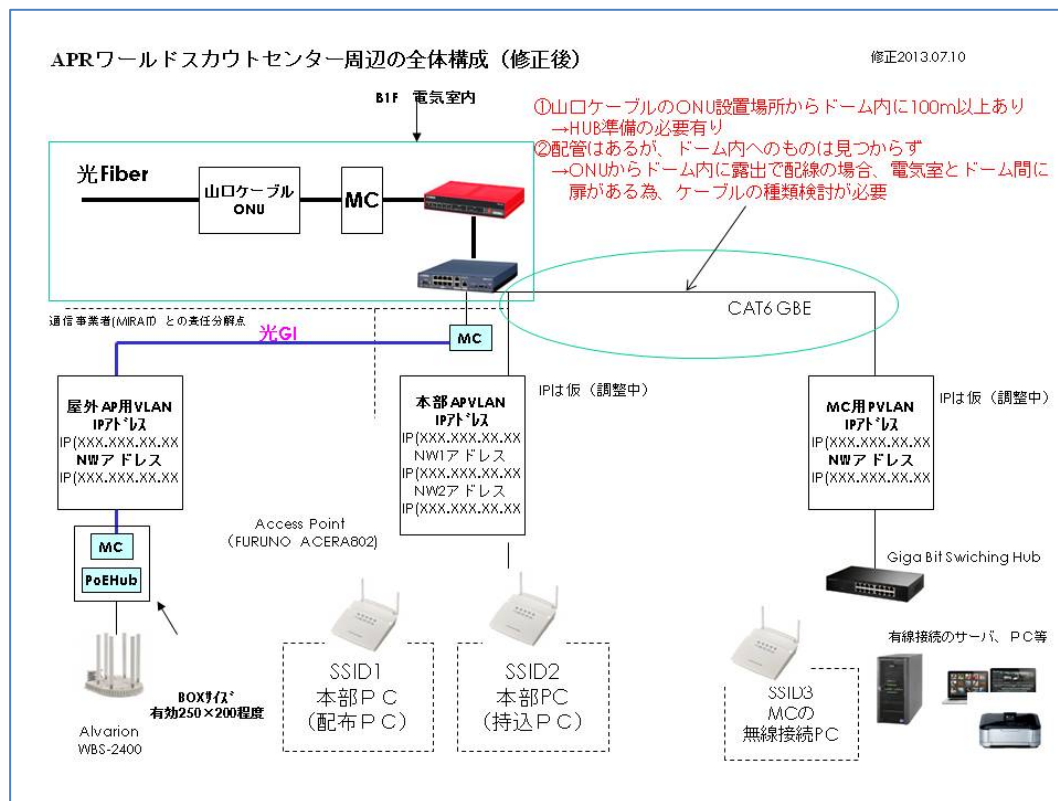 APRワールドスカウトセンター周辺の全体構成（修正後）
修正2013.07.10
B1F　電気室内
①山口ケーブルのONU設置場所からドーム内に100m以上あり
→HUB準備の必要有り
②配管はあるが、ドーム内へのものは見つからず
→ONUからドーム内に露出で配線の場合、電気室とドーム間に
扉がある為、ケーブルの種類検討が必要
光Fiber
山口ケーブル
ONU
MC
CAT6 GBE
通信事業者(MIRAIT)　との責任分解点
光GI
MC
屋外AP用VLAN
IPｱﾄﾞﾚｽ
IP(XXX.XXX.XX.XX
NWアドレス
IP(XXX.XXX.XX.XX
本部APVLAN
IPｱﾄﾞﾚｽ
IP(XXX.XXX.XX.XX
NW1アドレス
IP(XXX.XXX.XX.XX
NW2アドレス
IP(XXX.XXX.XX.XX
IPは仮（調整中）
MC用PVLAN
IPｱﾄﾞﾚｽ
IP(XXX.XXX.XX.XX
NWアドレス
IP(XXX.XXX.XX.XX
IPは仮（調整中）
MC
PoEHub
Access Point
（FURUNO ACERA802)
Giga Bit Swiching Hub
有線接続のサーバ、ＰＣ等
BOXｻｲｽﾞ
有効250×200程度
Alvarion
WBS-2400
SSID1
本部ＰＣ
（配布ＰＣ）
SSID2
本部PC
（持込ＰＣ）
SSID3
MCの
無線接続PC